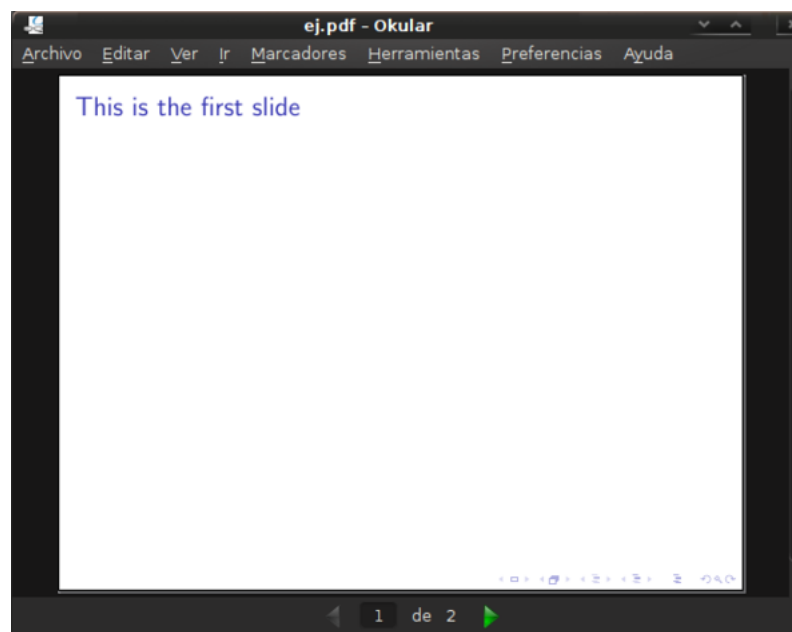 ej.pdf – Okular
Archivo Editar Ver Ir Marcadores Herramientas Preferencias Ayuda
This is the first slide
1 de 2